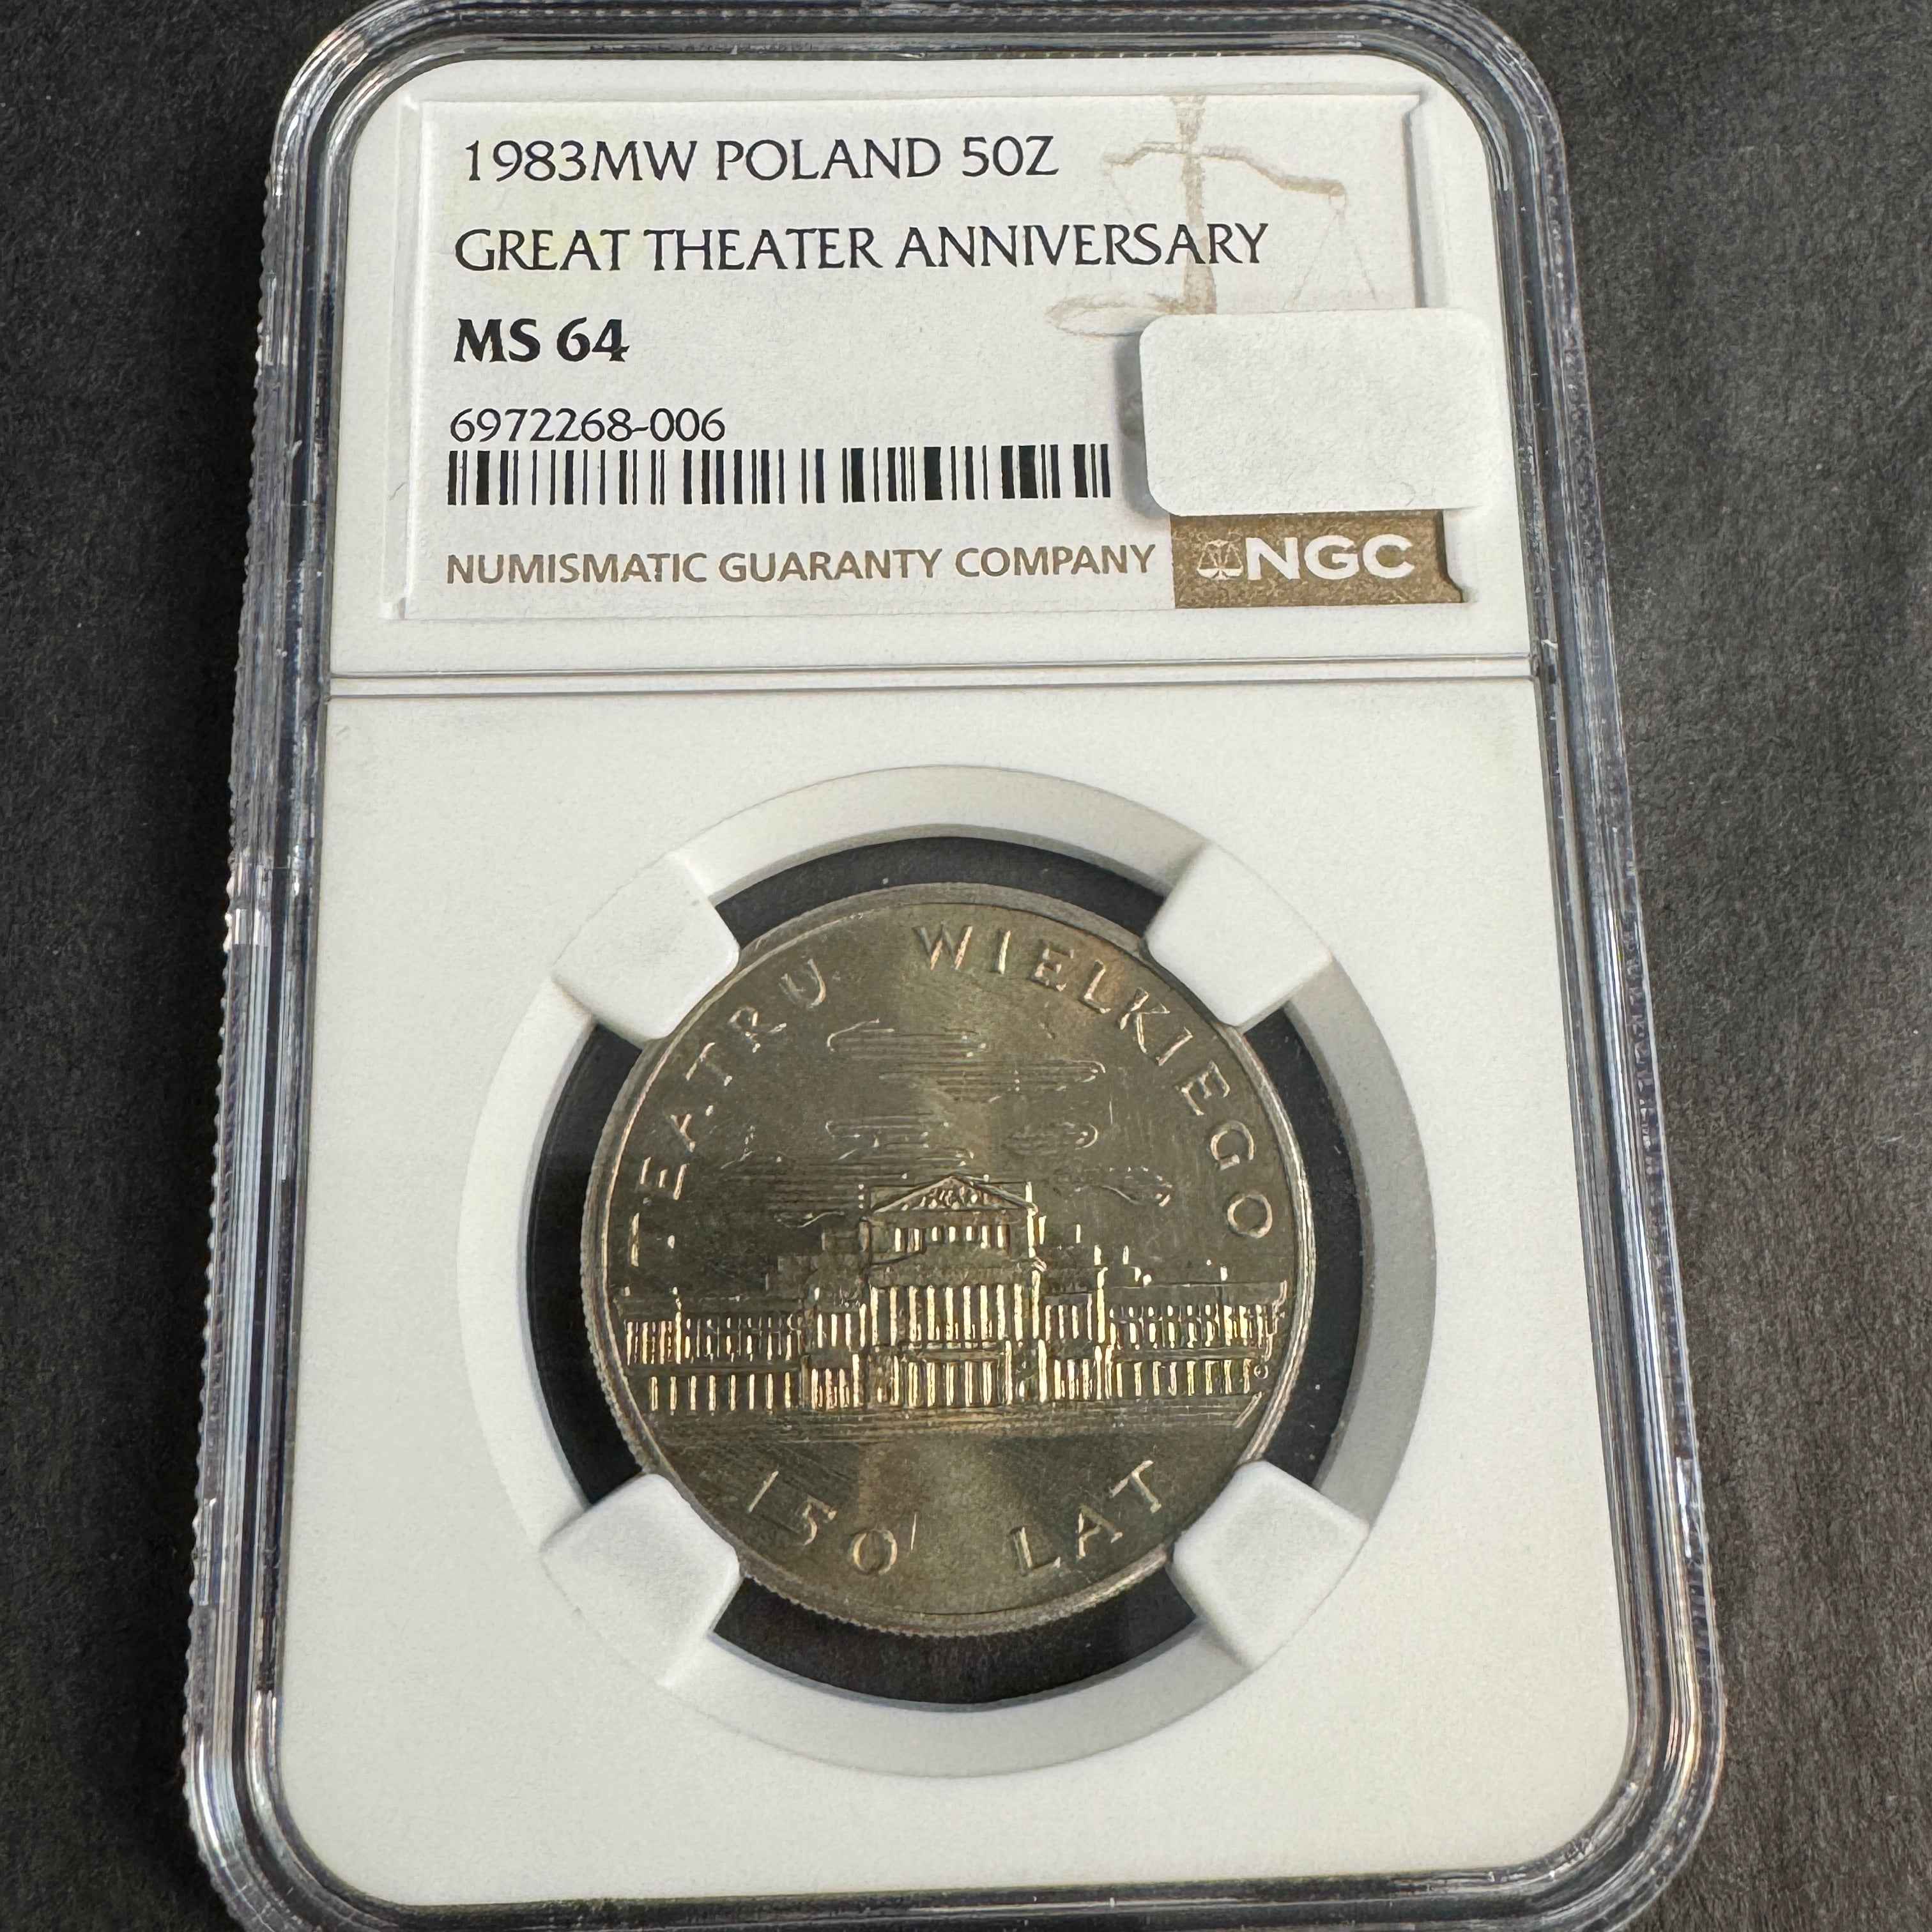 1983MW POLAND 50Z
GREAT THEATER ANNIVERSARY
MS 64
6972268-006
NUMISMATIC GUARANTY COMPANY NGC
TEATRU WIELKIEGO
150 LAT